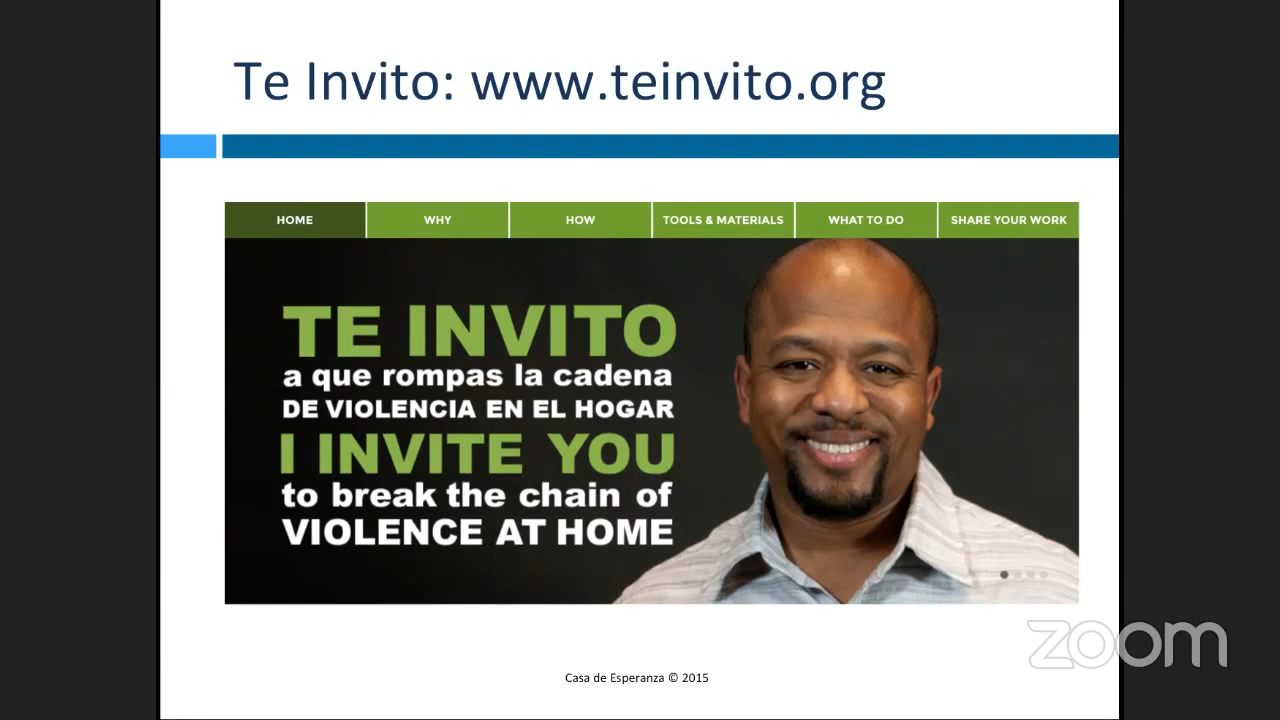 Te Invito: www.teinvito.org
HOME WHY HOW TOOLS & MATERIALS WHAT TO DO SHARE YOUR WORK
TE INVITO
a que rompas la cadena
DE VIOLENCIA EN EL HOGAR
I INVITE YOU
to break the chain of
VIOLENCE AT HOME
zoom
Casa de Esperanza © 2015